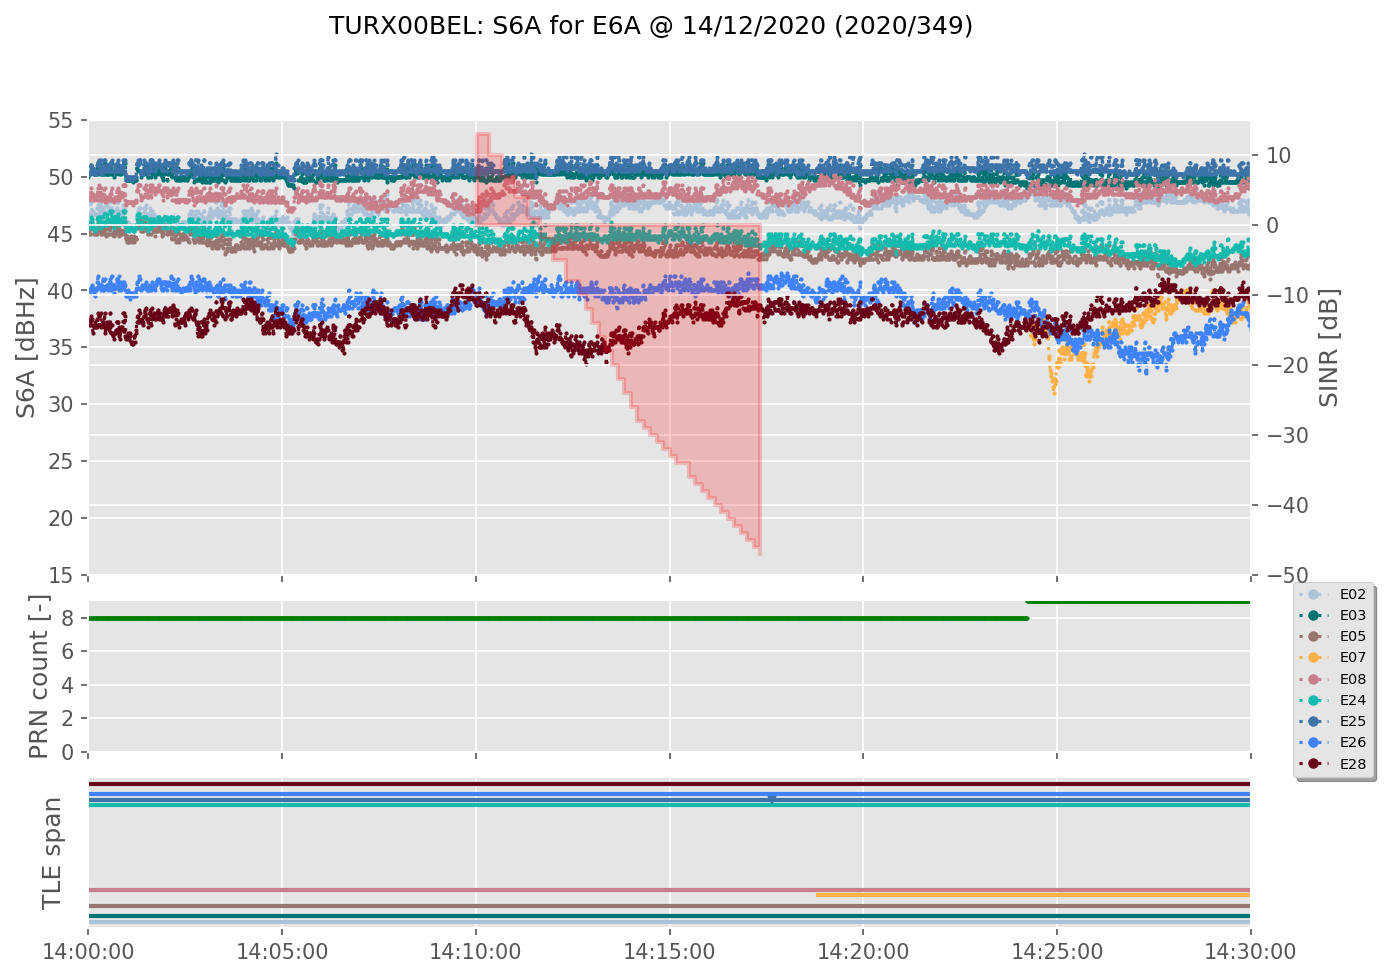 TURX00BEL: S6A for E6A @ 14/12/2020 (2020/349)
S6A [dBHz]
55
50
45
40
35
30
25
20
15
SINR [dB]
10
0
−10
−20
−30
−40
−50
PRN count [-]
8
6
4
2
0
E02
E03
E05
E07
E08
E24
E25
E26
E28
TLE span
14:00:00 14:05:00 14:10:00 14:15:00 14:20:00 14:25:00 14:30:00